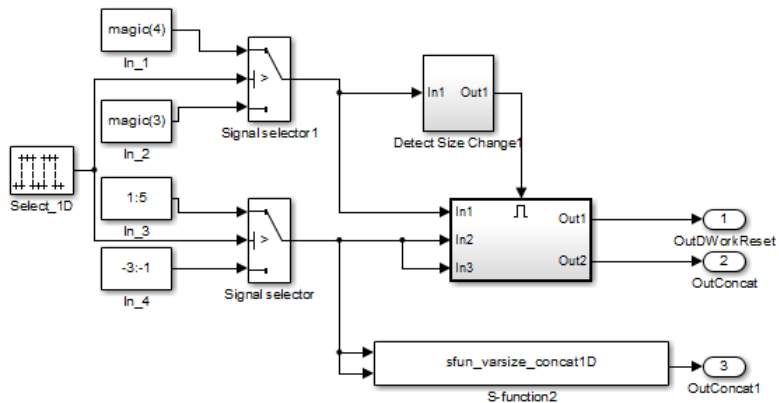 magic(4)
In_1
>
Signal selector1
magic(3)
In_2
In1 Out1
Detect Size Change1
Select_1D
1:5
In_3
>
Signal selector
-3:-1
In_4
In1
In2
In3
Out1
Out2
1
OutDWorkReset
2
OutConcat
sfun_varsize_concat1D
S-function2
3
OutConcat1